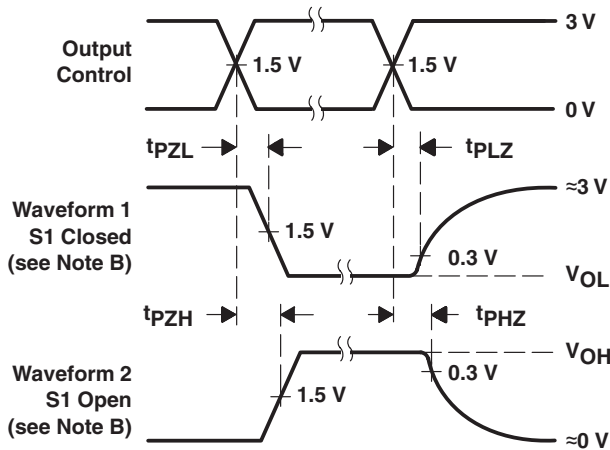 3 V
Output
Control
1.5 V
1.5 V
0 V
tPZL
tPLZ
≈3 V
Waveform 1
S1 Closed
(see Note B)
1.5 V
0.3 V
VOL
tPZH
tPHZ
VOH
Waveform 2
S1 Open
(see Note B)
1.5 V
0.3 V
≈0 V